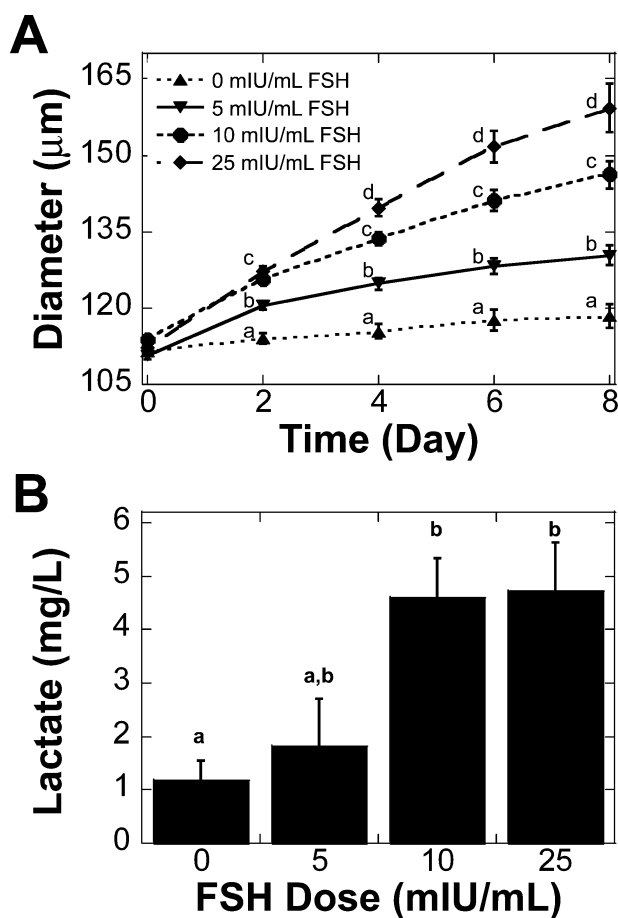 A
165
150
135
120
105
Diameter (μm)
0 mIU/mL FSH
5 mIU/mL FSH
10 mIU/mL FSH
25 mIU/mL FSH
d
d
c
d
c
c
c
b
b
b
b
a
a
a
a
0 2 4 6 8
Time (Day)
B
6
5
4
3
2
1
0
Lactate (mg/L)
a
a,b
b
b
0 5 10 25
FSH Dose (mIU/mL)